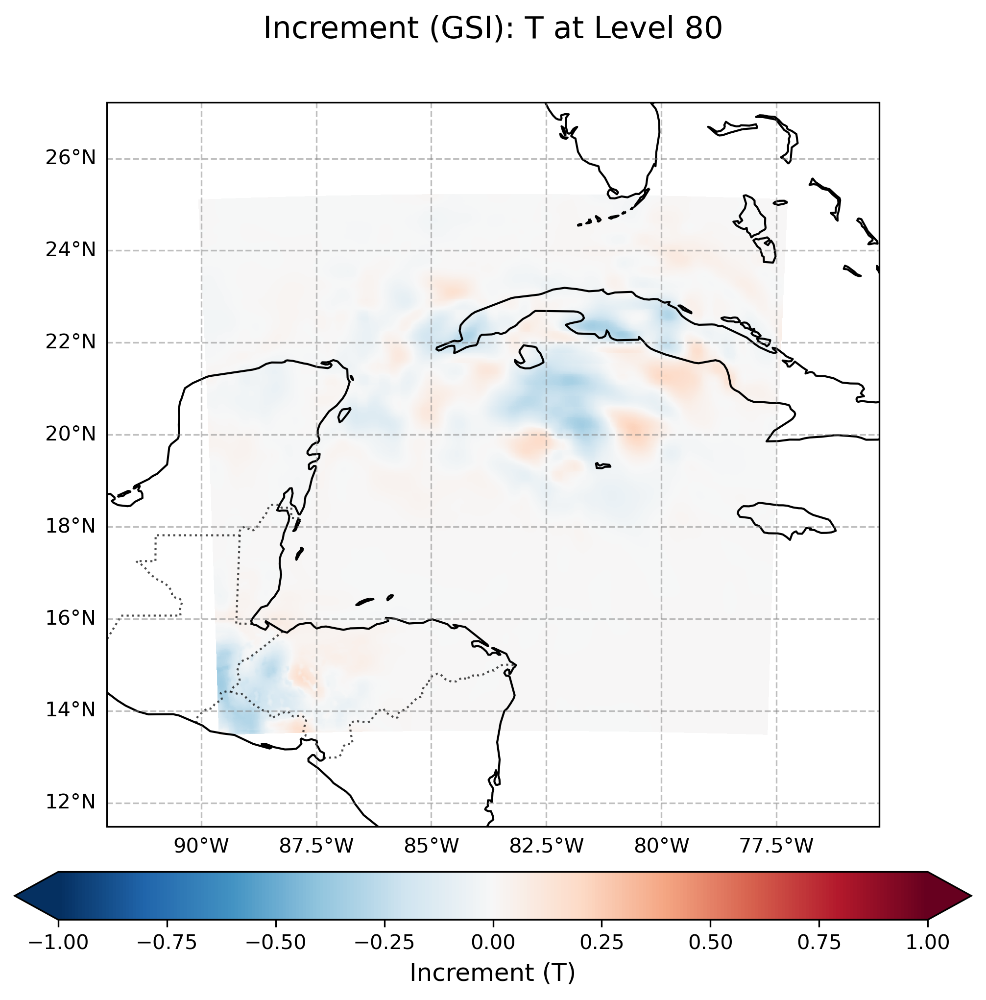 Increment (GSI): T at Level 80
26°N
24°N
22°N
20°N
18°N
16°N
14°N
12°N
90°W 87.5°W 85°W 82.5°W 80°W 77.5°W
−1.00 −0.75 −0.50 −0.25 0.00 0.25 0.50 0.75 1.00
Increment (T)